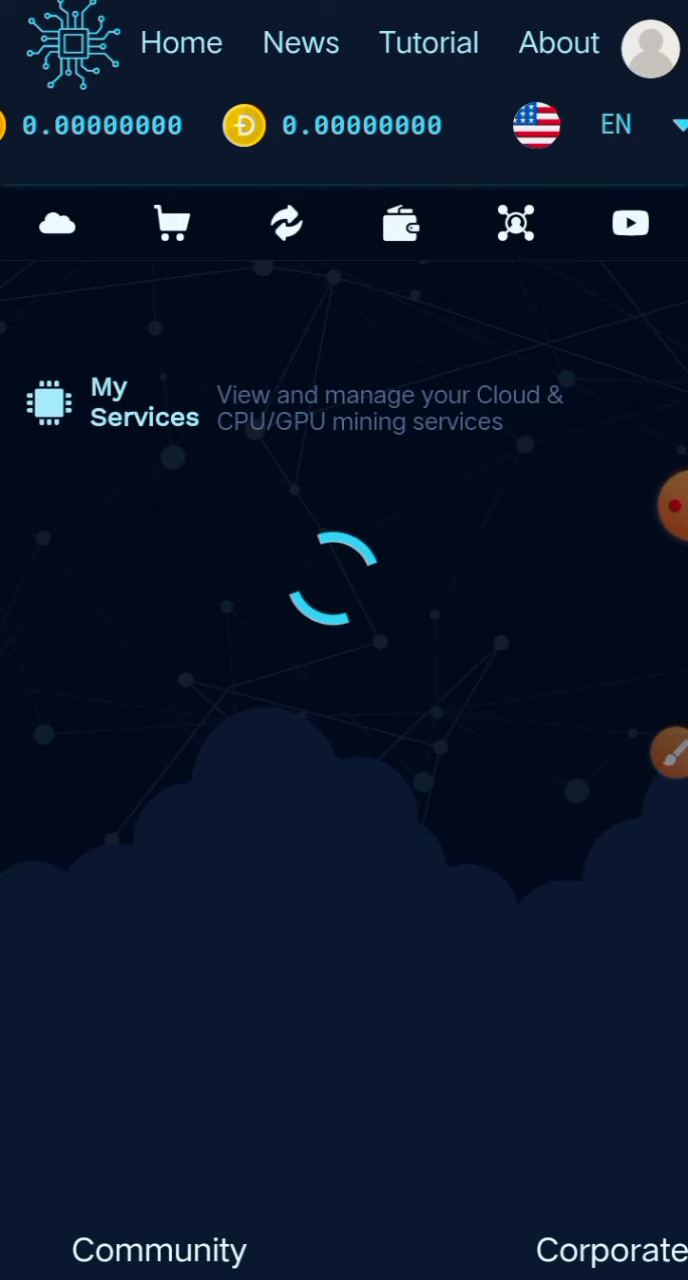 Home News Tutorial About
0.00000000 0.00000000 EN
My
Services
View and manage your Cloud &
CPU/GPU mining services
Community Corporate